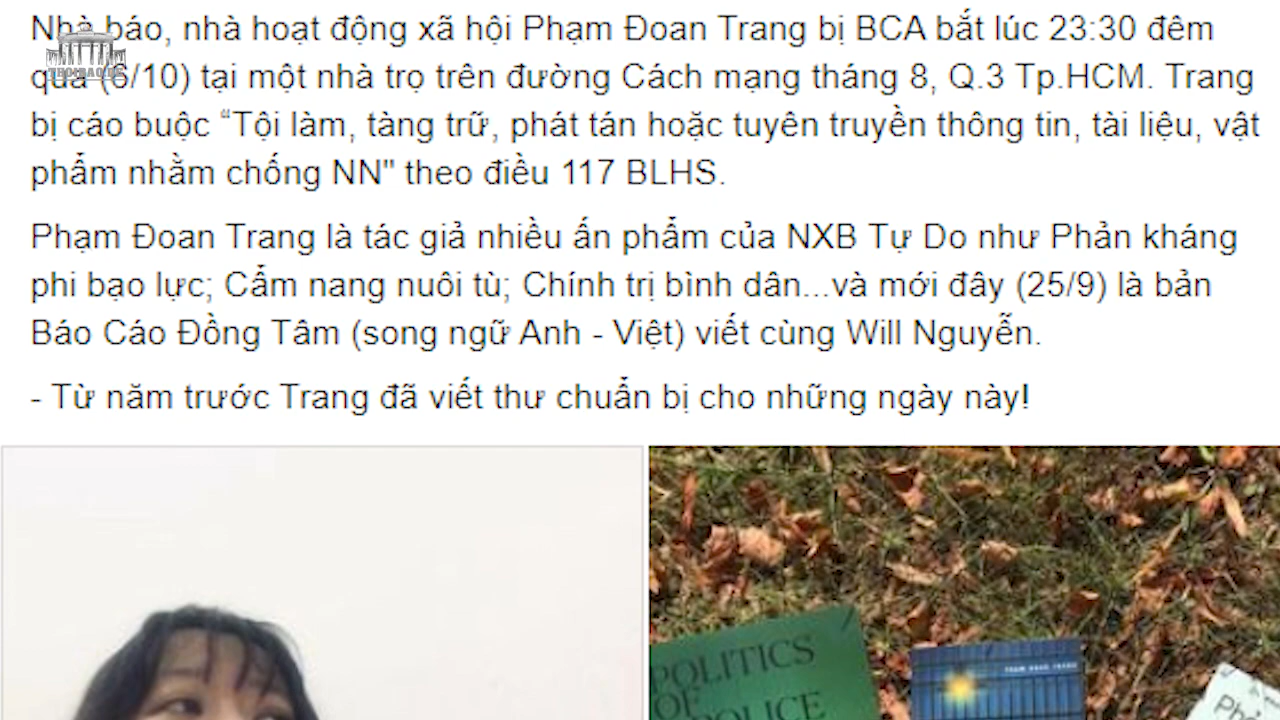 Nhà báo, nhà hoạt động xã hội Phạm Đoan Trang bị BCA bắt lúc 23:30 đêm
qua (6/10) tại một nhà trọ trên đường Cách mạng tháng 8, Q.3 Tp.HCM. Trang
bị cáo buộc “Tội làm, tàng trữ, phát tán hoặc tuyên truyền thông tin, tài liệu, vật
phẩm nhằm chống NN" theo điều 117 BLHS.
Phạm Đoan Trang là tác giả nhiều ấn phẩm của NXB Tự Do như Phản kháng
phi bạo lực; Cẩm nang nuôi tù; Chính trị bình dân...và mới đây (25/9) là bản
Báo Cáo Đồng Tâm (song ngữ Anh - Việt) viết cùng Will Nguyễn.
- Từ năm trước Trang đã viết thư chuẩn bị cho những ngày này!
THOIBAO.DE
POLITICS
OF
POLICE
PHAM DOAN TRANG